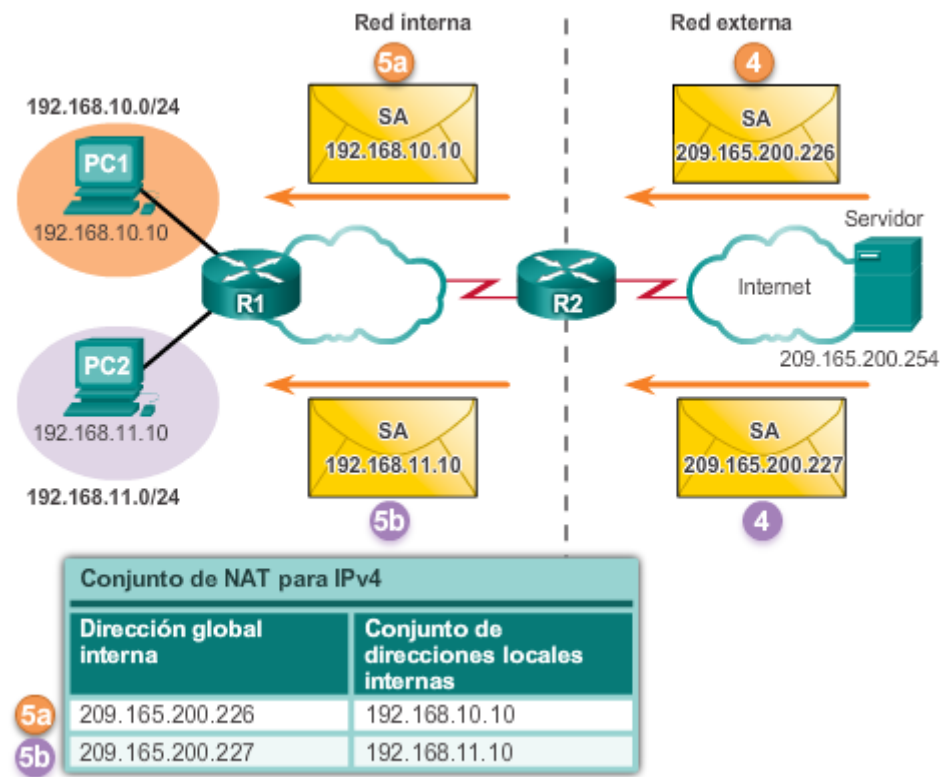 Red interna
Red externa
5a
4
192.168.10.0/24
SA
192.168.10.10
SA
209.165.200.226
PC1
192.168.10.10
Servidor
R1
R2
Internet
209.165.200.254
PC2
192.168.11.10
192.168.11.0/24
SA
192.168.11.10
SA
209.165.200.227
5b
4
Conjunto de NAT para IPv4
Dirección global
interna
Conjunto de
direcciones locales
internas
5a
209.165.200.226
192.168.10.10
5b
209.165.200.227
192.168.11.10